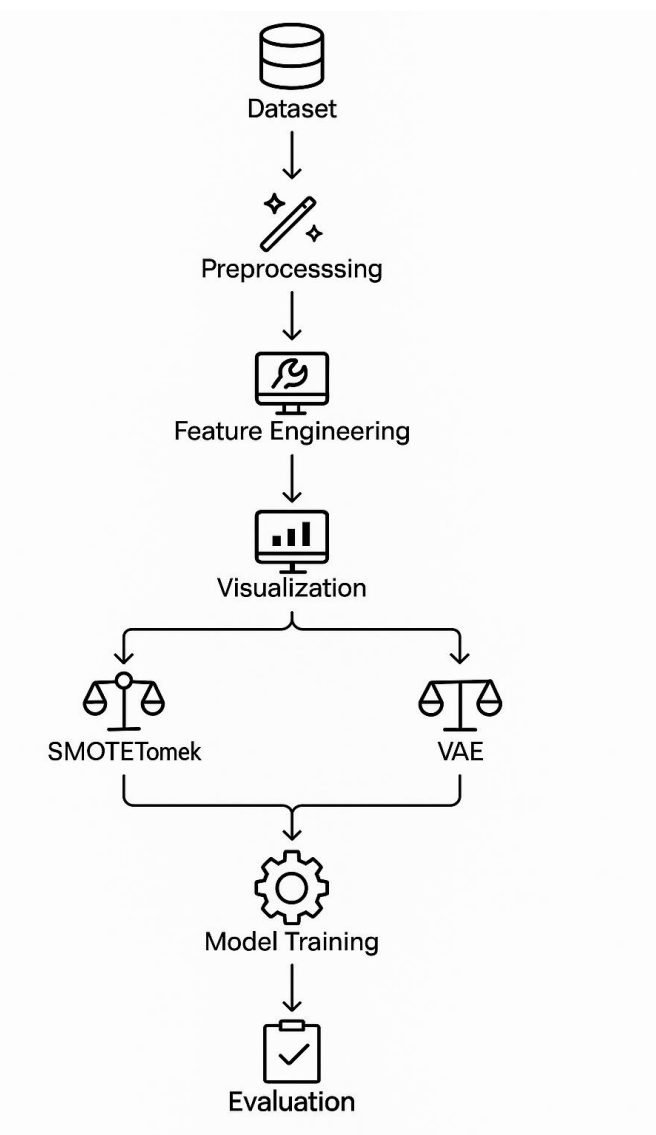 Dataset
Preprocesssing
Feature Engineering
Visualization
SMOTETomek
VAE
Model Training
Evaluation